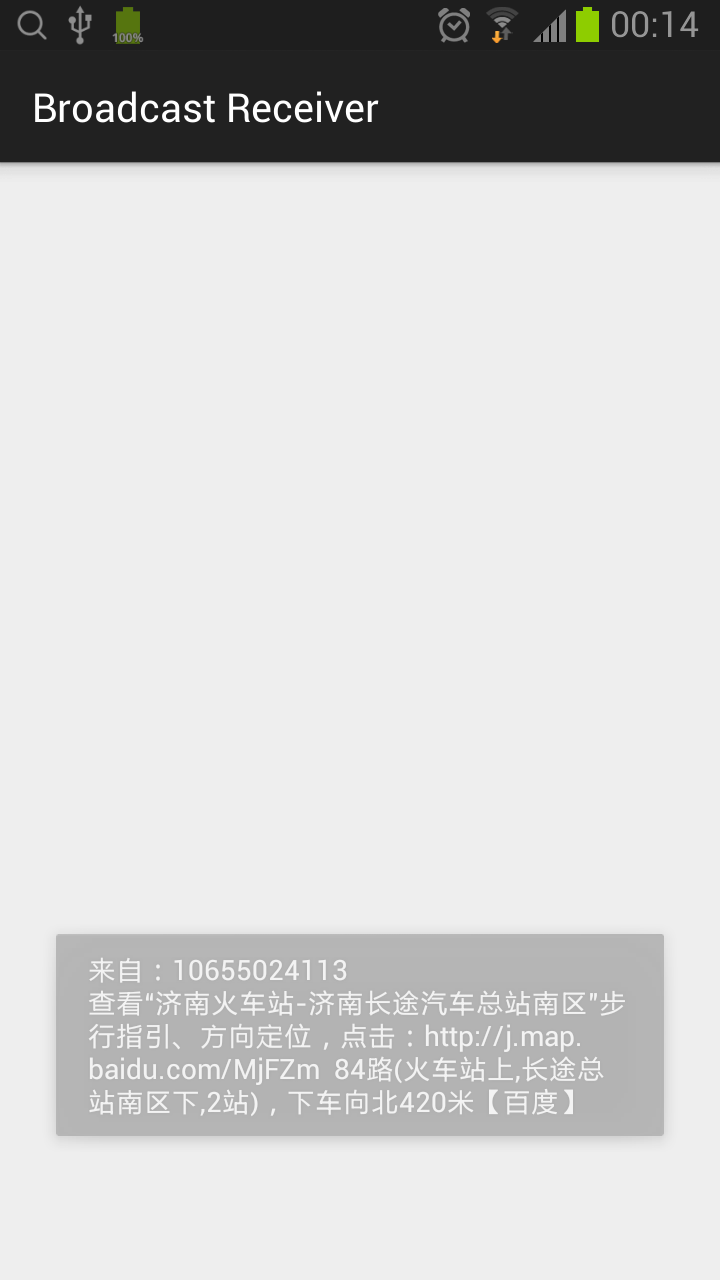 100%
00:14
Broadcast Receiver
来自：10655024113
查看“济南火车站-济南长途汽车总站南区”步
行指引、方向定位，点击：http://j.map.
baidu.com/MjFZm  84路(火车站上,长途总
站南区下,2站)，下车向北420米【百度】